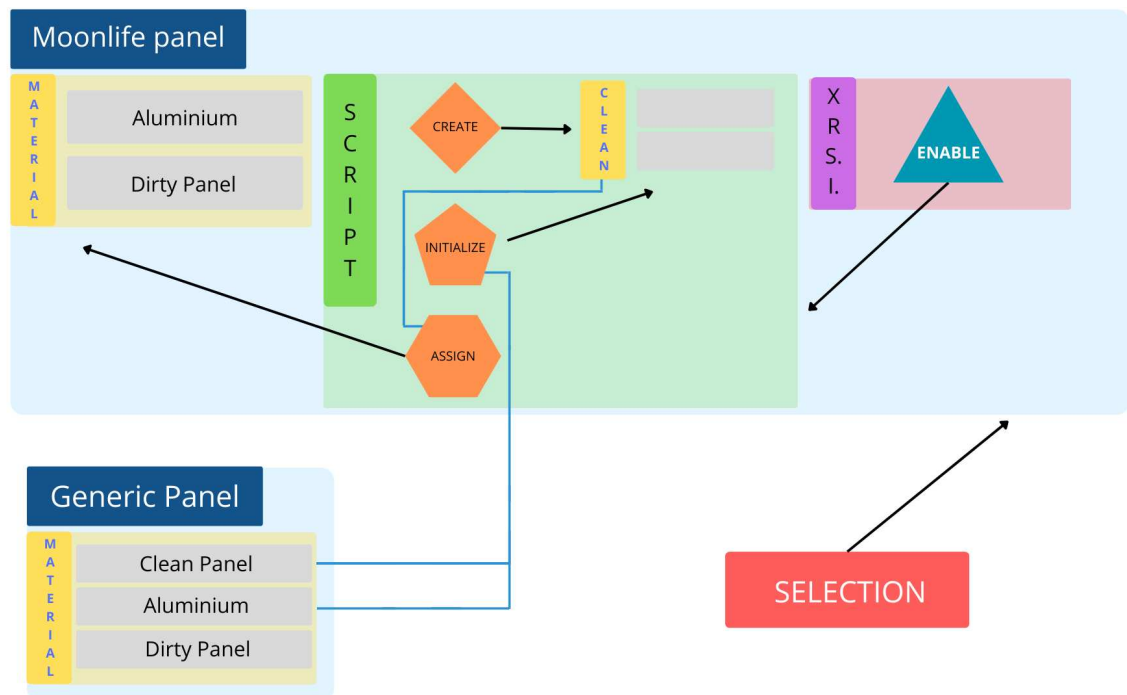 Moonlife panel
MATERIAL
Aluminium
Dirty Panel
SCRIPT
CREATE
CLEAN
INITIALIZE
ASSIGN
XRS.I.
ENABLE
Generic Panel
MATERIAL
Clean Panel
Aluminium
Dirty Panel
SELECTION